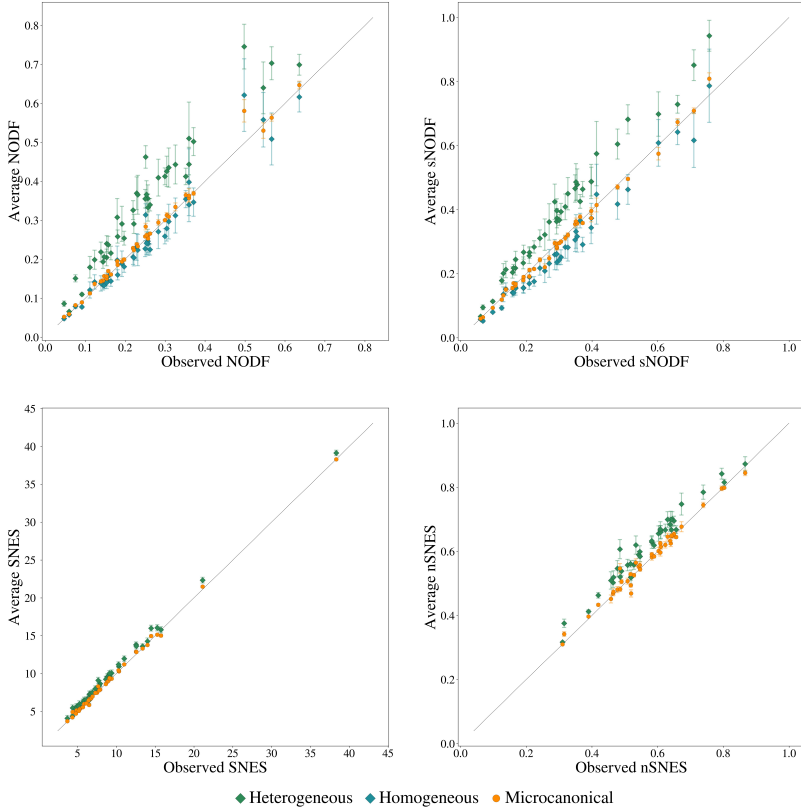 0.8
0.7
0.6
0.5
0.4
0.3
0.2
0.1
0.0
Average NODF
0.0 0.1 0.2 0.3 0.4 0.5 0.6 0.7 0.8
Observed NODF
1.0
0.8
0.6
0.4
0.2
0.0
Average sNODF
0.0 0.2 0.4 0.6 0.8 1.0
Observed sNODF
45
40
35
30
25
20
15
10
5
Average SNES
5 10 15 20 25 30 35 40 45
Observed SNES
1.0
0.8
0.6
0.4
0.2
0.0
Average nSNES
0.0 0.2 0.4 0.6 0.8 1.0
Observed nSNES
Heterogeneous Homogeneous Microcanonical